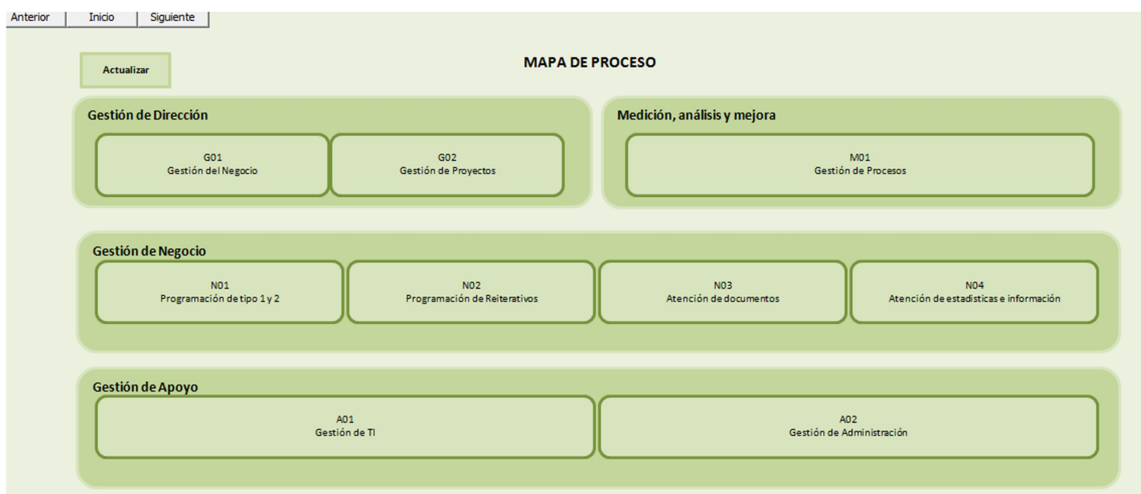 Anterior
Inicio
Siguiente
Actualizar
MAPA DE PROCESO
Gestión de Dirección
G01
Gestión del Negocio
G02
Gestión de Proyectos
Medición, análisis y mejora
M01
Gestión de Procesos
Gestión de Negocio
N01
Programación de tipo 1 y 2
N02
Programación de Reiterativos
N03
Atención de documentos
N04
Atención de estadisticas e información
Gestión de Apoyo
A01
Gestión de TI
A02
Gestión de Administración